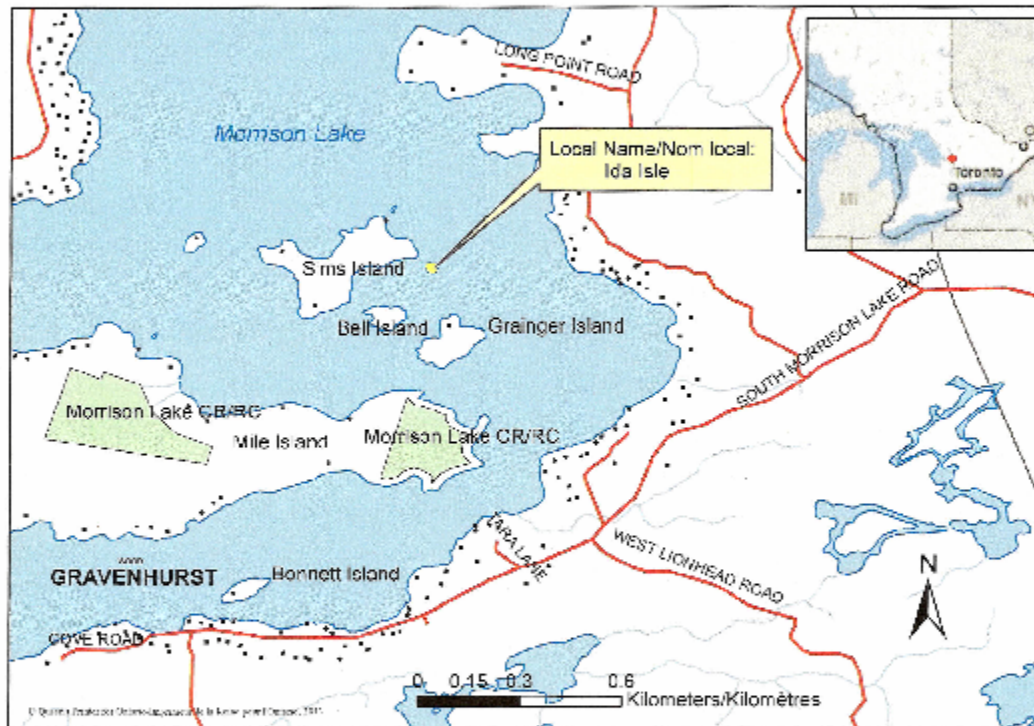 LONG POINT ROAD
Morrison Lake
Local Name/Nom local:
Ida Isle
Toronto
MI
N
Sims Island
Bell Island
Grainger Island
SOUTH MORRISON LAKE ROAD
Morrison Lake CR/RC
Mile Island
Morrison Lake CR/RC
TARA LANE
WEST LIONHEAD ROAD
GRAVENHURST
Bonnett Island
N
COVE ROAD
0 0.15 0.3 0.6
Kilometers/Kilomètres